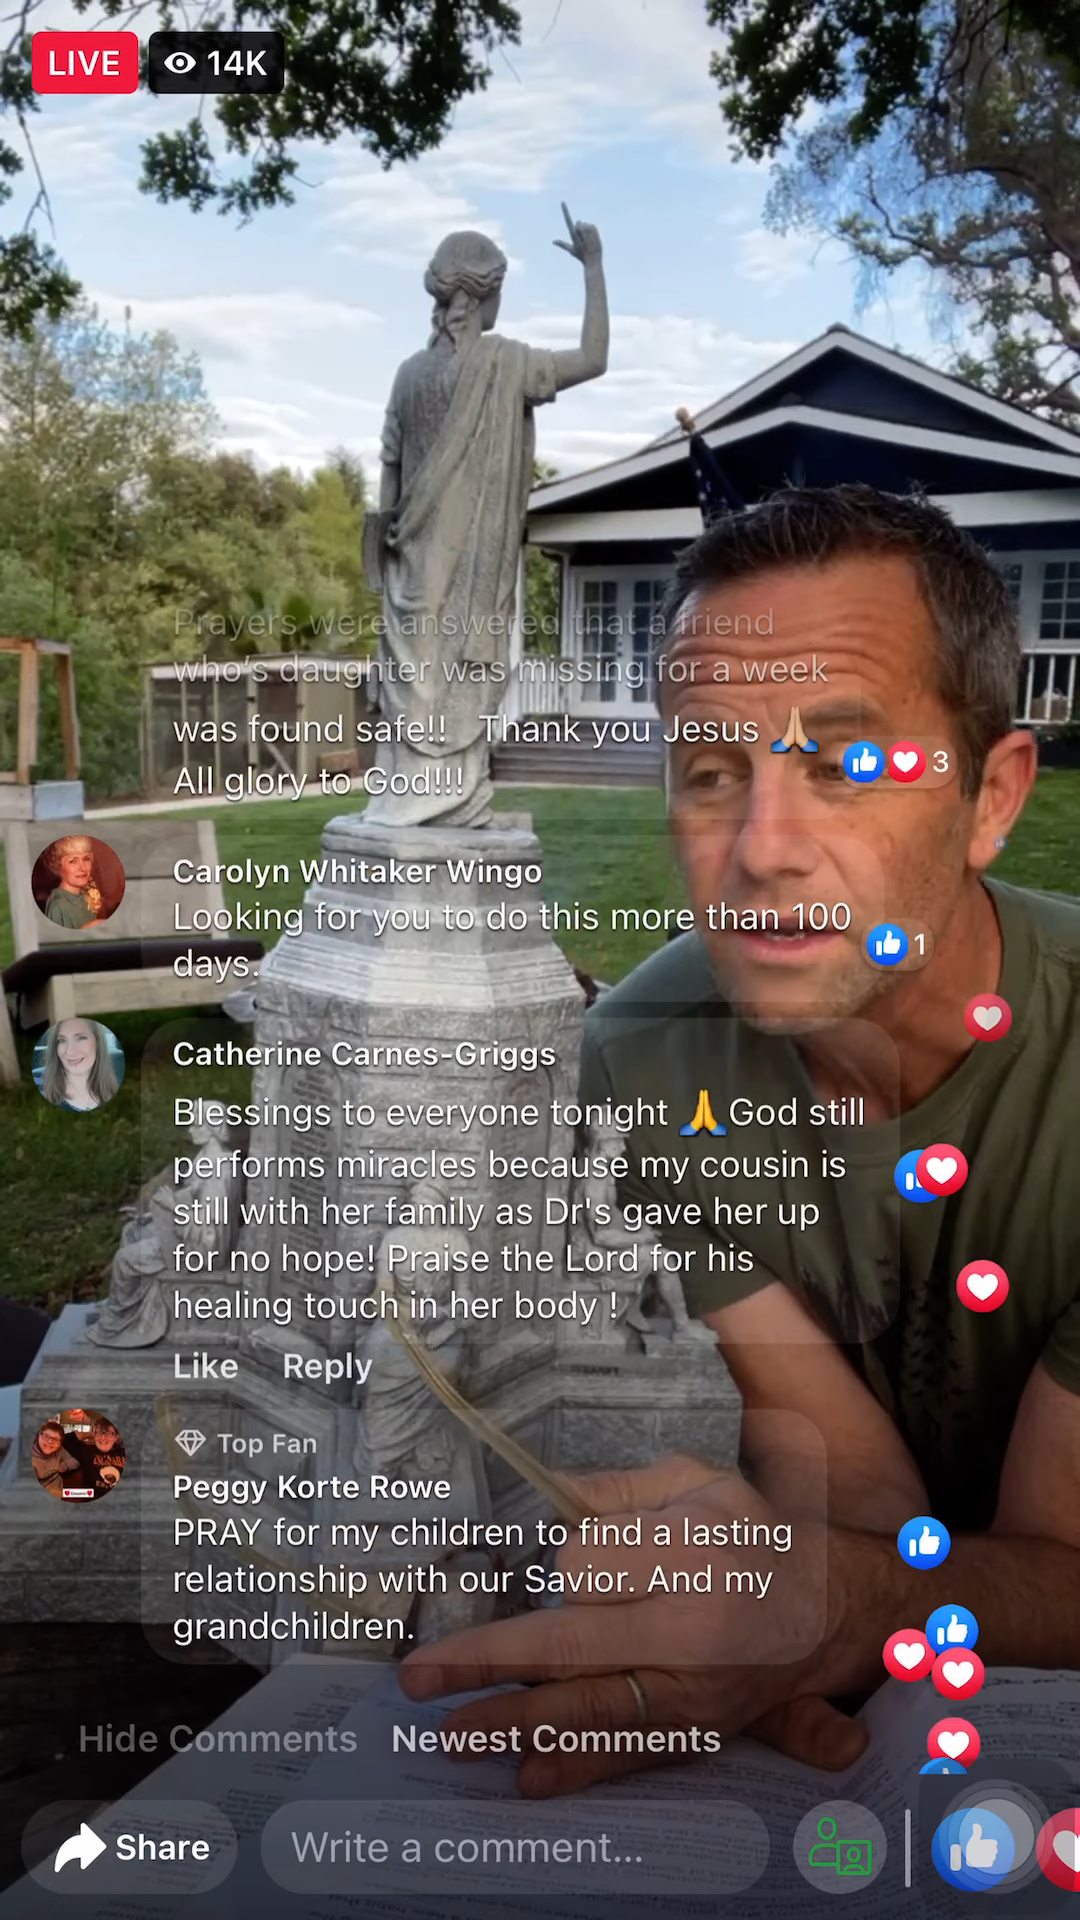 LIVE 14K
Prayers were answered that a friend
who's daughter was missing for a week
was found safe!! Thank you Jesus 🙏🏼
All glory to God!!!
3
Carolyn Whitaker Wingo
Looking for you to do this more than 100
days.
1
Catherine Carnes-Griggs
Blessings to everyone tonight 🙏God still
performs miracles because my cousin is
still with her family as Dr's gave her up
for no hope! Praise the Lord for his
healing touch in her body !
Like Reply
Top Fan
Peggy Korte Rowe
PRAY for my children to find a lasting
relationship with our Savior. And my
grandchildren.
Hide Comments Newest Comments
Share Write a comment...